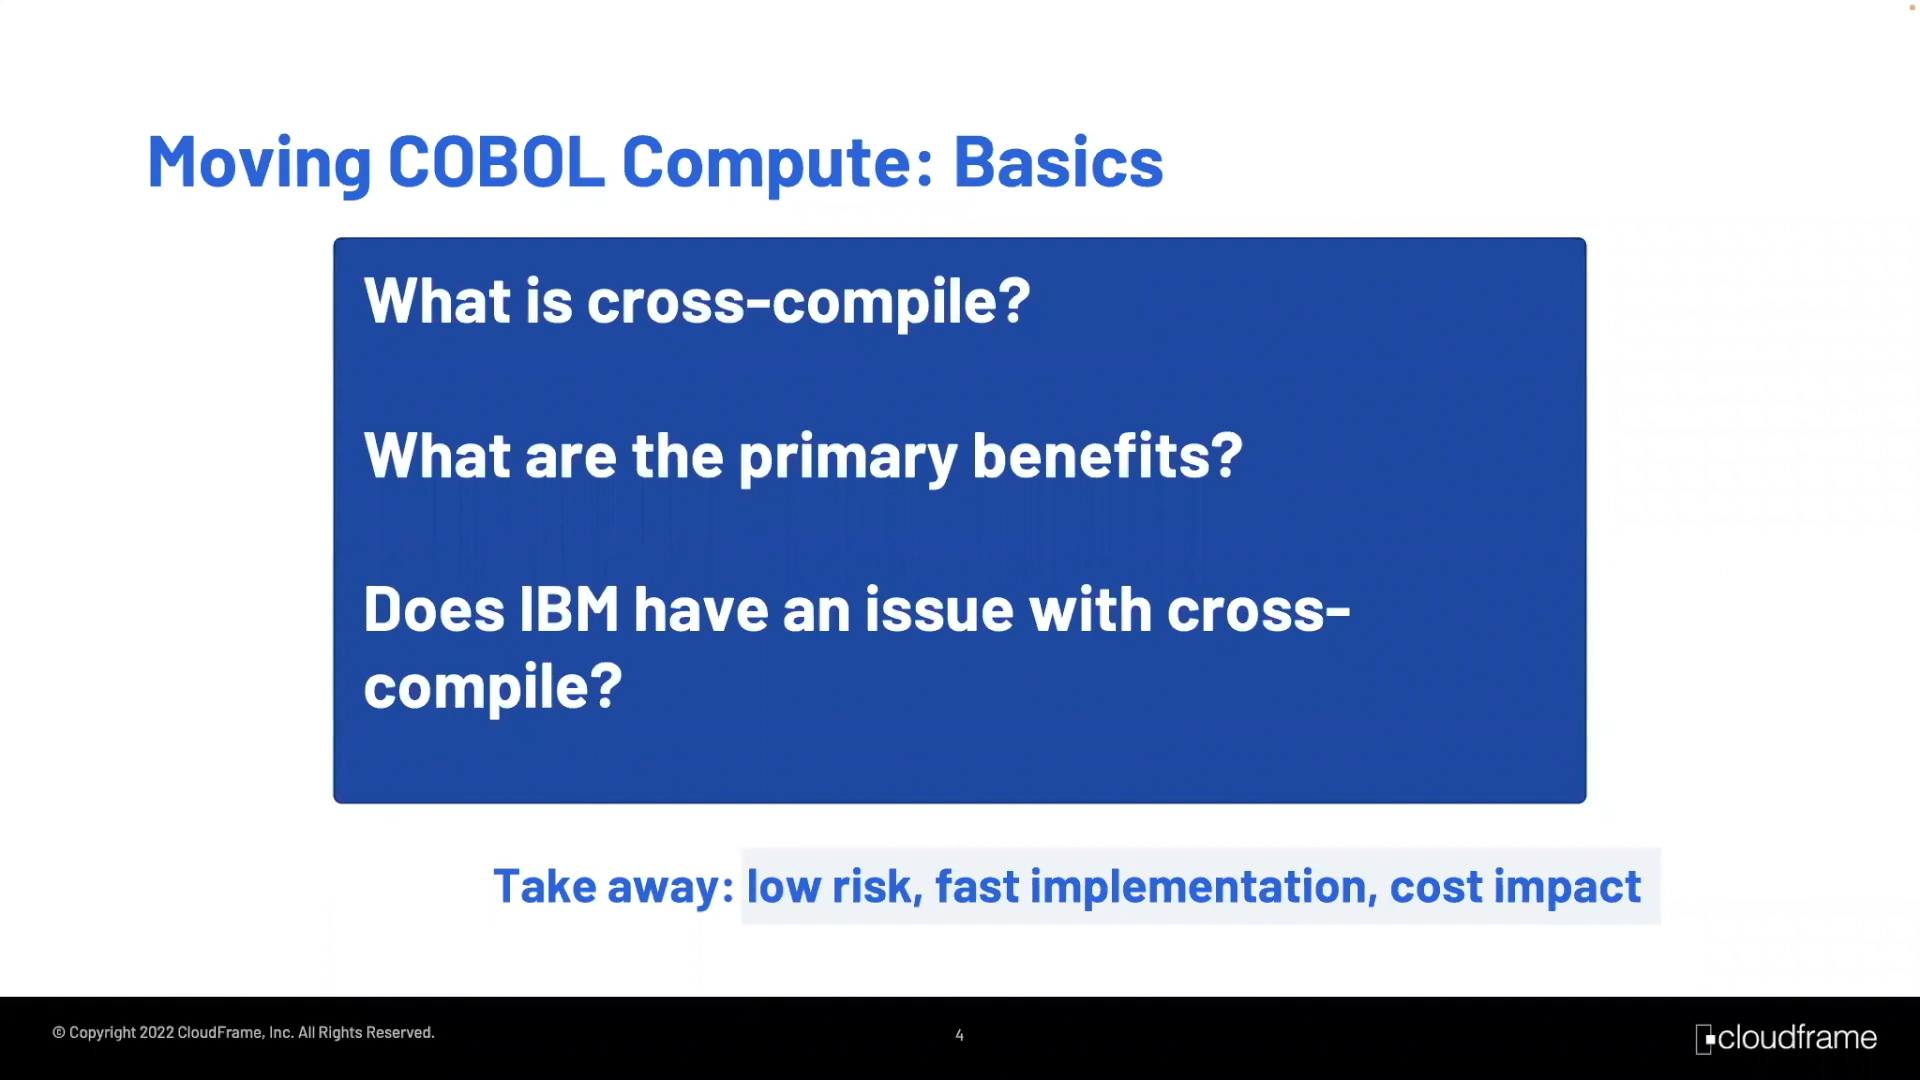 Moving COBOL Compute: Basics
What is cross-compile?
What are the primary benefits?
Does IBM have an issue with cross-
compile?
Take away: low risk, fast implementation, cost impact
© Copyright 2022 CloudFrame, Inc. All Rights Reserved.
4
cloudframe